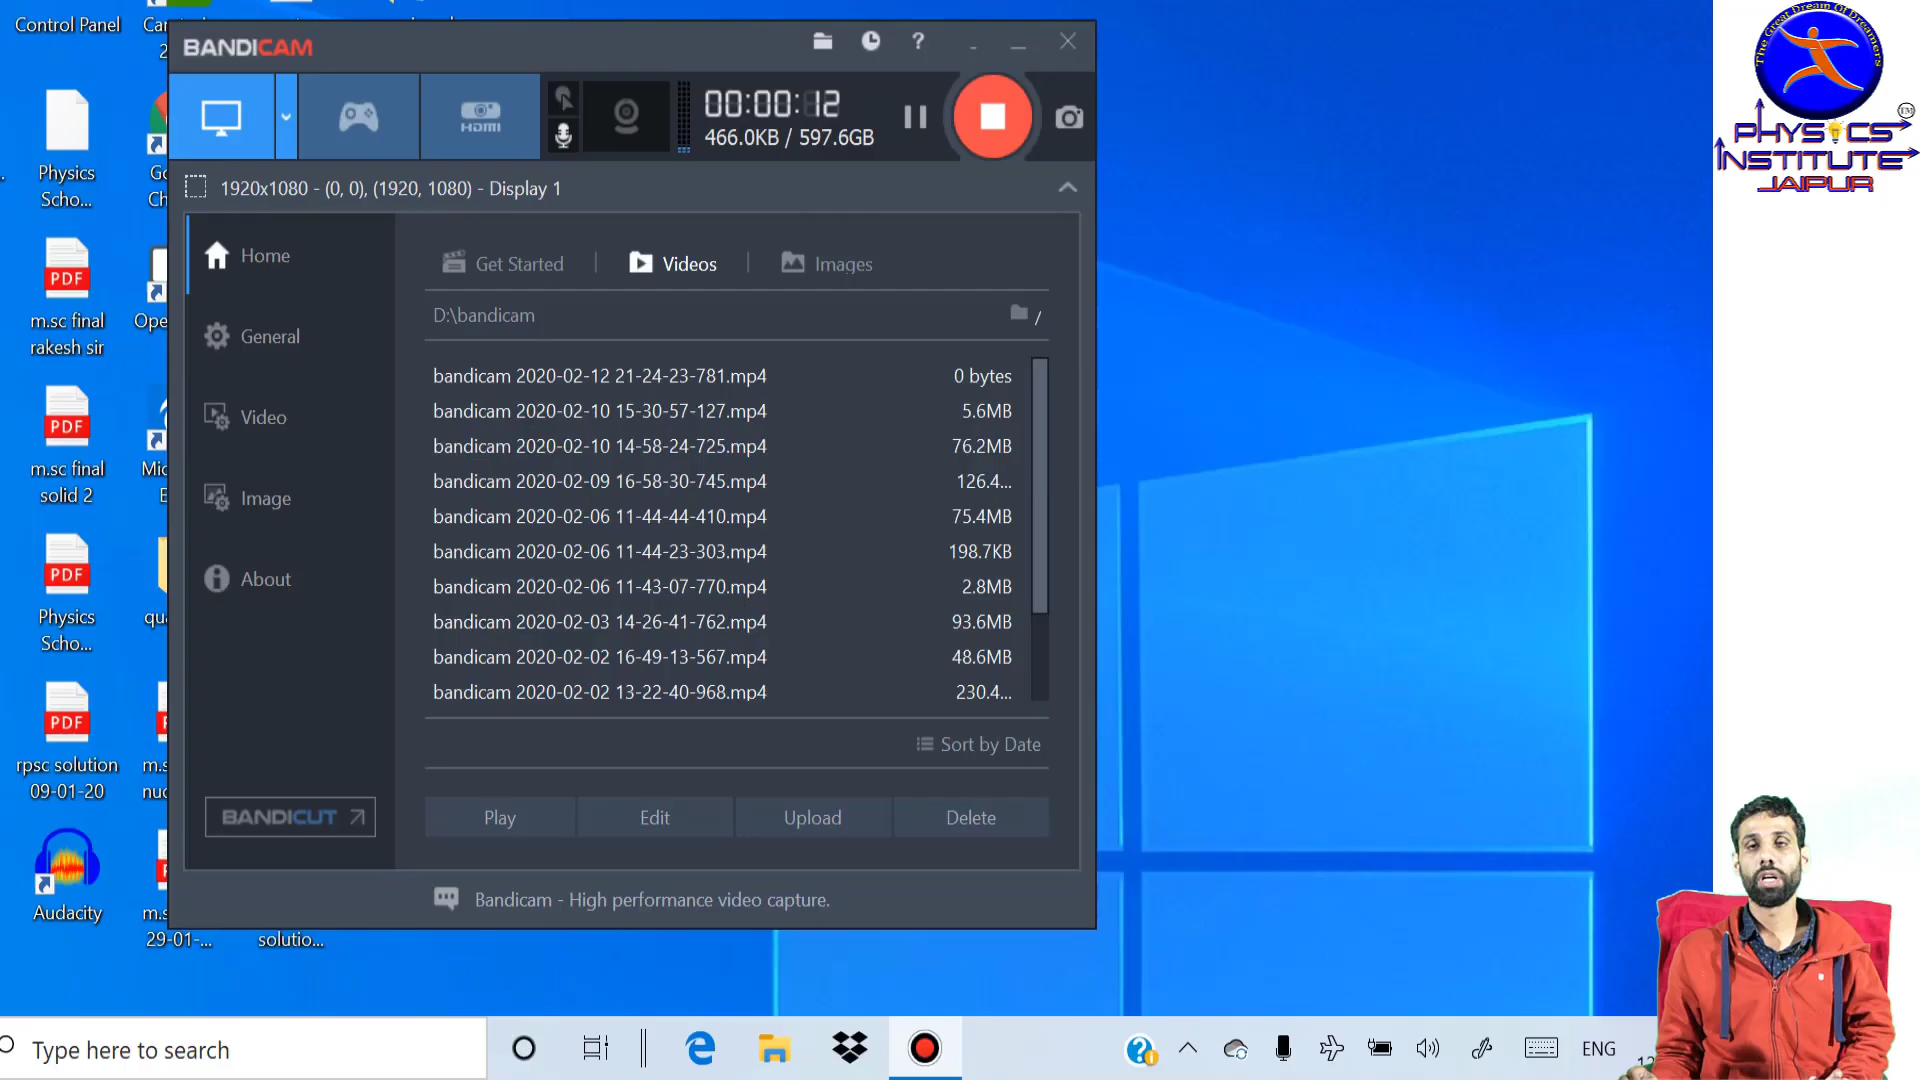 Control Panel
BANDICAM
?
00:00:12
466.0KB / 597.6GB
HDMI
1920x1080 - (0, 0), (1920, 1080) - Display 1
Home
General
Video
Image
About
BANDICUT
Get Started
Videos
Images
D:\bandicam
/
bandicam 2020-02-12 21-24-23-781.mp4 0 bytes
bandicam 2020-02-10 15-30-57-127.mp4 5.6MB
bandicam 2020-02-10 14-58-24-725.mp4 76.2MB
bandicam 2020-02-09 16-58-30-745.mp4 126.4...
bandicam 2020-02-06 11-44-44-410.mp4 75.4MB
bandicam 2020-02-06 11-44-23-303.mp4 198.7KB
bandicam 2020-02-06 11-43-07-770.mp4 2.8MB
bandicam 2020-02-03 14-26-41-762.mp4 93.6MB
bandicam 2020-02-02 16-49-13-567.mp4 48.6MB
bandicam 2020-02-02 13-22-40-968.mp4 230.4...
Sort by Date
Play Edit Upload Delete
Bandicam - High performance video capture.
Physics
Scho...
PDF
m.sc final
rakesh sir
PDF
m.sc final
solid 2
PDF
Physics
Scho...
PDF
rpsc solution
09-01-20
Audacity
29-01-...
solutio...
Type here to search
ENG
The Great Dream Of Dreamers
TM
PHYSICS
INSTITUTE
JAIPUR